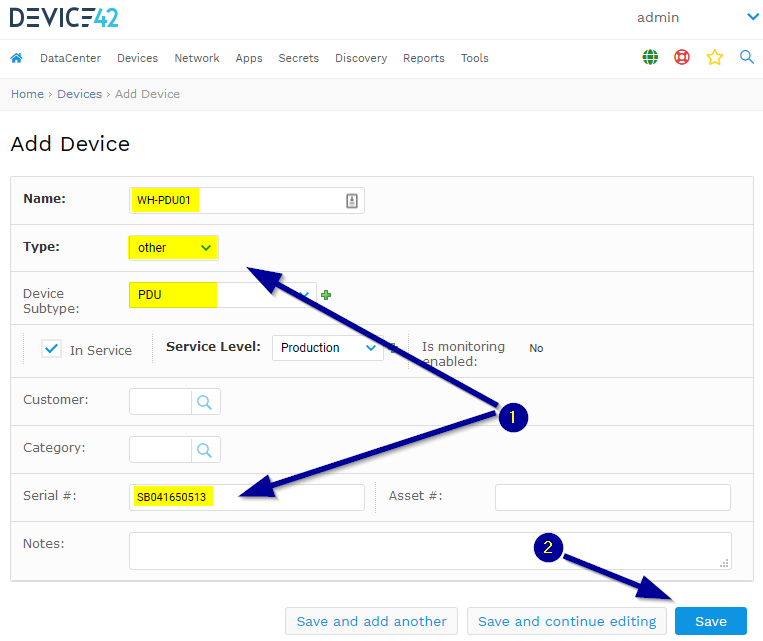 DEVICE42
admin
DataCenter Devices Network Apps Secrets Discovery Reports Tools
Home › Devices › Add Device
Add Device
Name: WH-PDU01
Type: other
Device Subtype: PDU
In Service Service Level: Production Is monitoring enabled: No
Customer:
1
Category:
Serial #: SB041650513 Asset #:
Notes:
2
Save and add another Save and continue editing Save